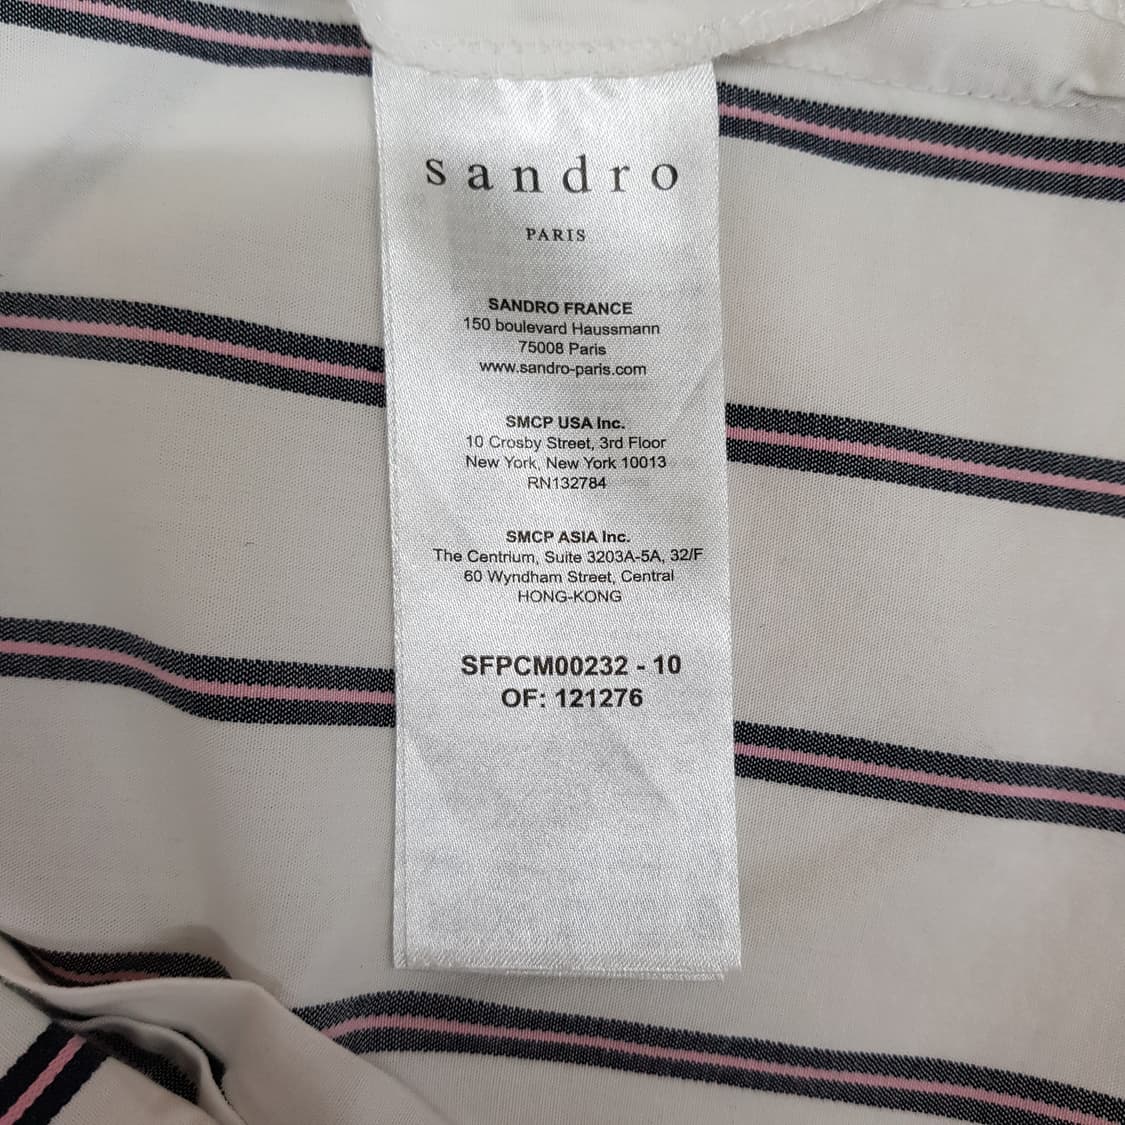 sandro
PARIS
SANDRO FRANCE
150 boulevard Haussmann
75008 Paris
www.sandro-paris.com
SMCP USA Inc.
10 Crosby Street, 3rd Floor
New York, New York 10013
RN132784
SMCP ASIA Inc.
The Centrium, Suite 3203A-5A, 32/F
60 Wyndham Street, Central
HONG-KONG
SFPCM00232 - 10
OF: 121276